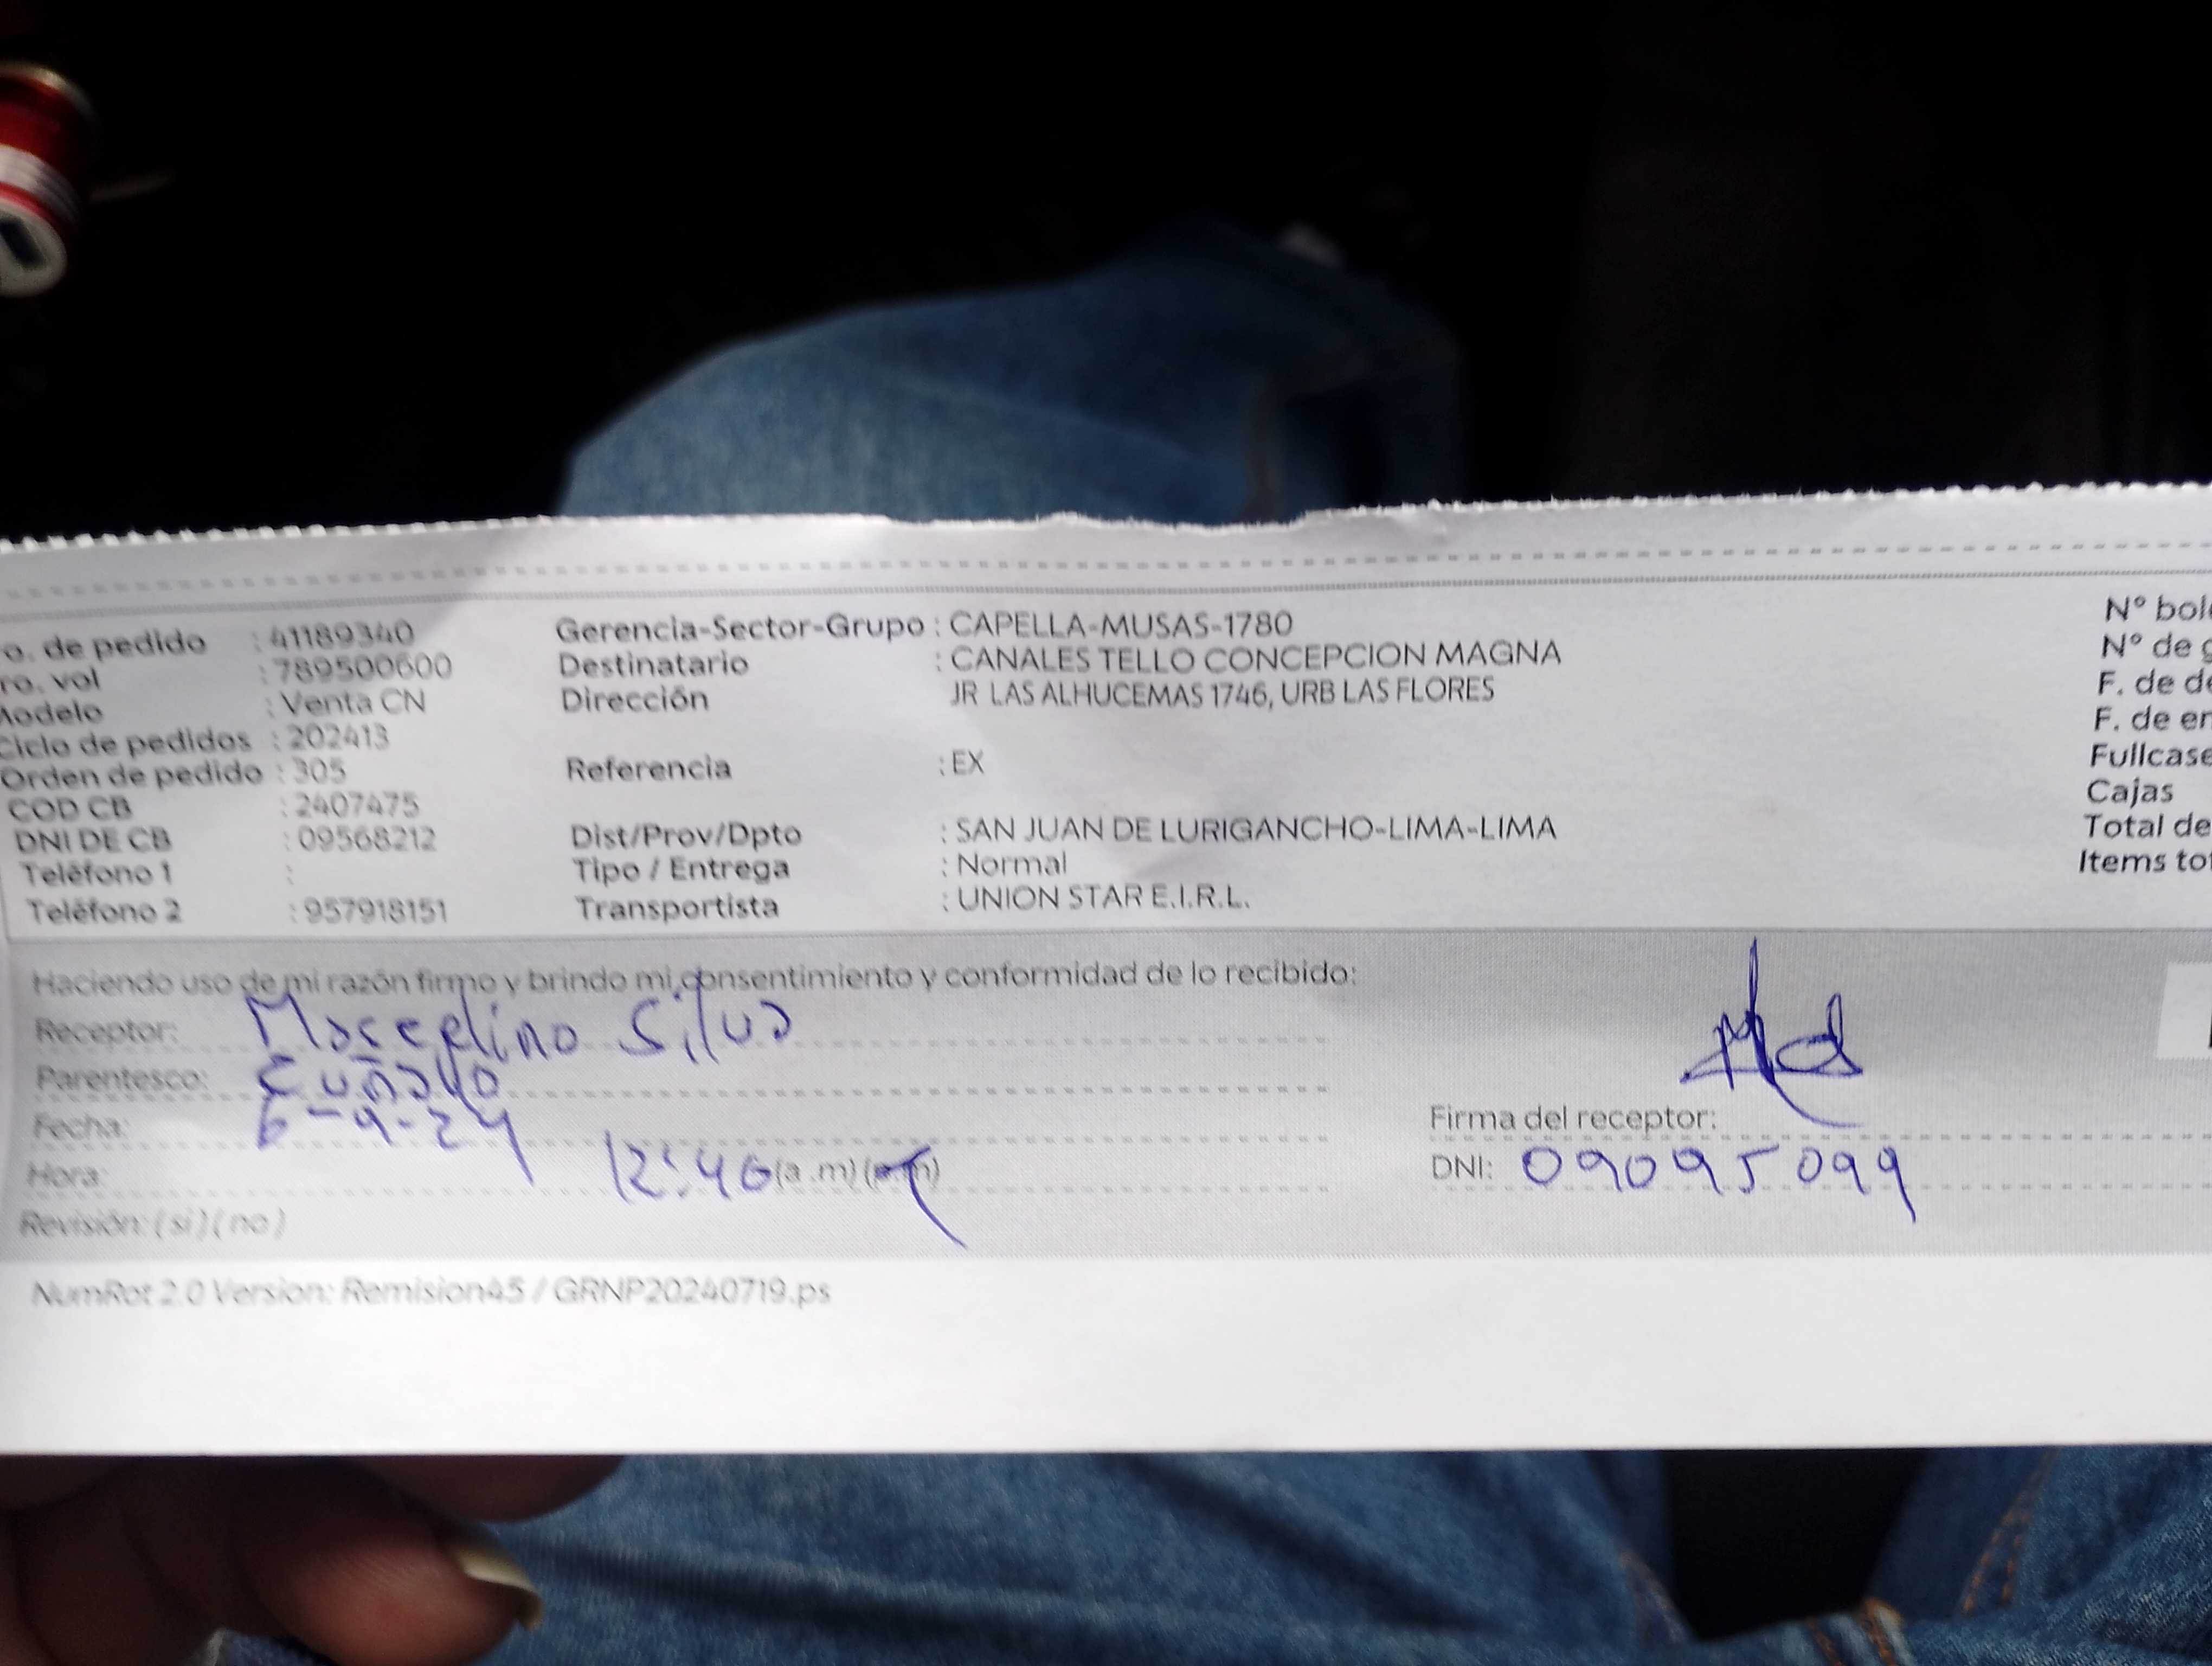 o. de pedido : 41189340 Gerencia-Sector-Grupo : CAPELLA-MUSAS-1780 N° bol
ro. vol : 789500600 Destinatario : CANALES TELLO CONCEPCION MAGNA N° de g
Modelo : Venta CN Dirección JR LAS ALHUCEMAS 1746, URB LAS FLORES F. de de
Ciclo de pedidos : 202413 F. de en
Orden de pedido : 305 Referencia : EX Fullcase
COD CB : 2407475 Cajas
DNI DE CB : 09568212 Dist/Prov/Dpto : SAN JUAN DE LURIGANCHO-LIMA-LIMA Total de
Teléfono 1 : Tipo / Entrega : Normal Items tot
Teléfono 2 : 957918151 Transportista : UNION STAR E.I.R.L.
Haciendo uso de mi razón firmo y brindo mi consentimiento y conformidad de lo recibido:
Receptor: Marcelino Silva
Parentesco: Cuñado
Fecha: 6-9-24 Firma del receptor:
Hora: 12:40 (a.m) (p.m) DNI: 09095099
Revisión: ( si ) ( no )
NumRot 2.0 Version: Remision45 / GRNP20240719.ps